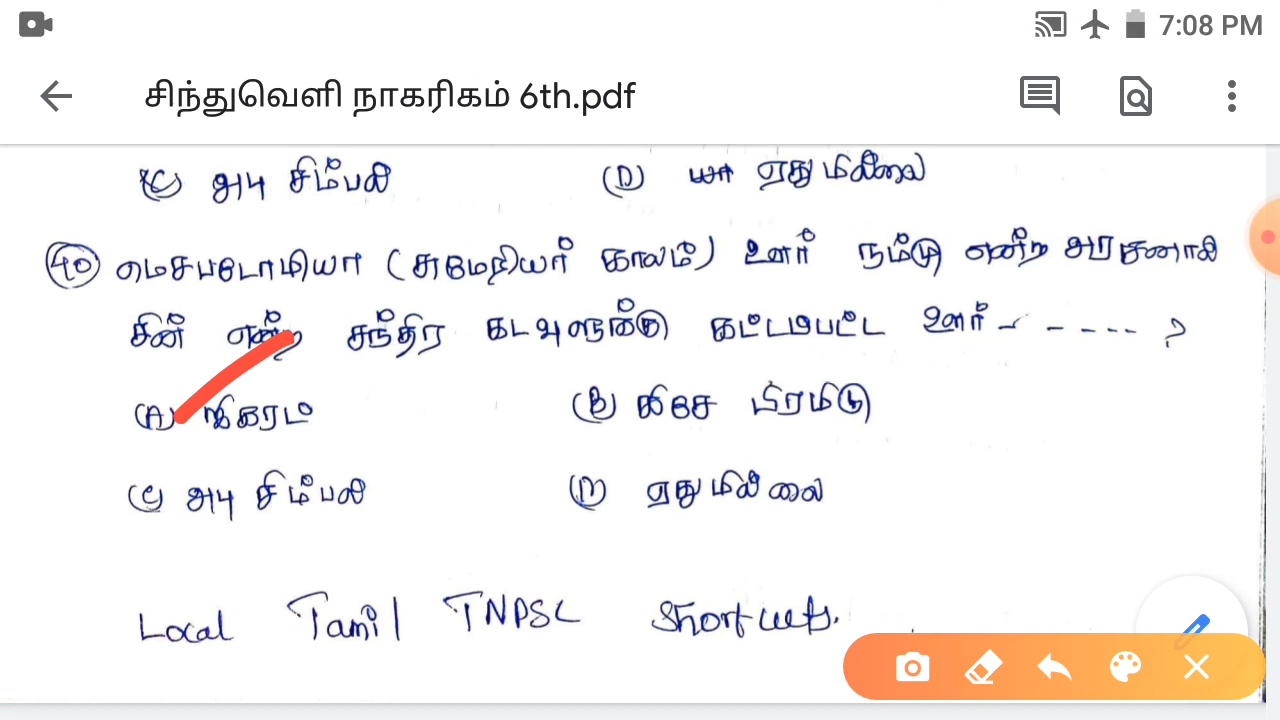 7:08 PM
சிந்துவெளி நாகரிகம் 6th.pdf
(C) அபு சிம்பல் (D) ஏதுமில்லை
40 மெசபடோமியா (சுமேரியர் காலம்) ஊர் நம்மு என்ற அரசனால்
சின் என்ற சந்திர கடவுளுக்கு கட்டப்பட்ட ஊர் - - ---- ?
(A) சிகரட் (B) கிசே பிரமிடு
(C) அபு சிம்பல் (D) ஏதுமில்லை
Local Tamil TNPSC Shortcuts.